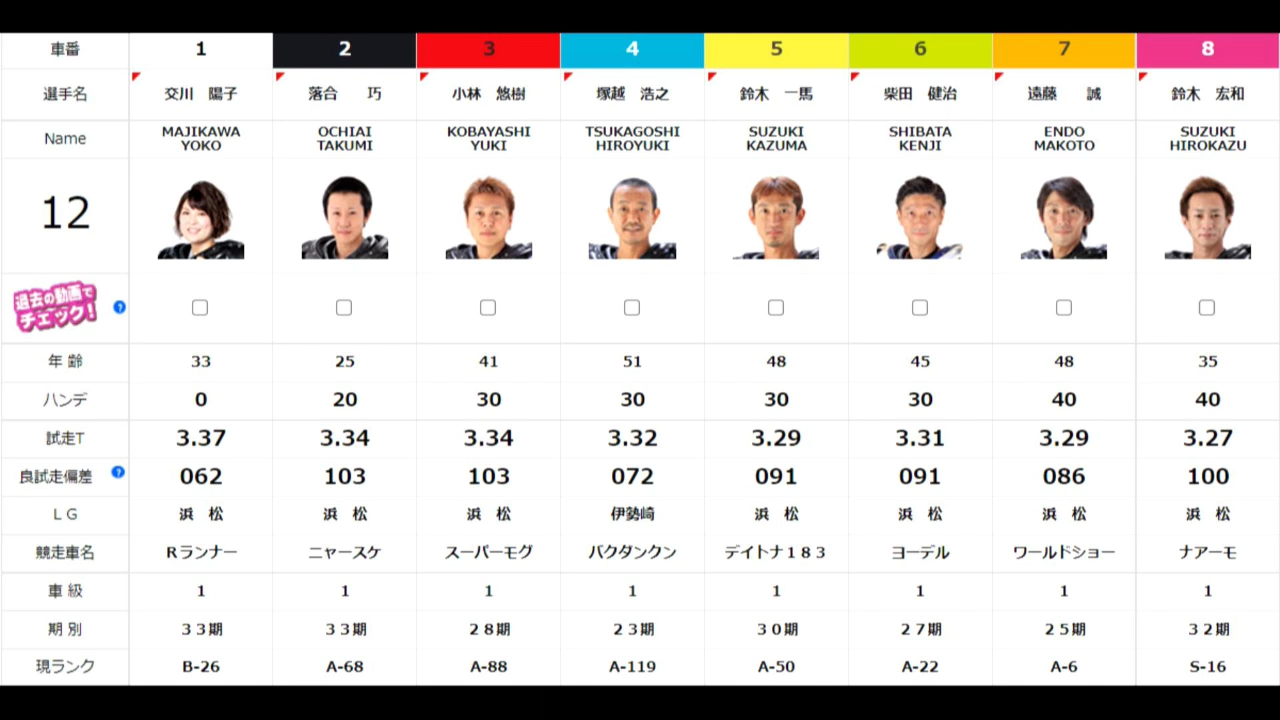 車番 1 2 3 4 5 6 7 8
選手名 交川 陽子 落合 巧 小林 悠樹 塚越 浩之 鈴木 一馬 柴田 健治 遠藤 誠 鈴木 宏和
Name MAJIKAWA YOKO OCHIAI TAKUMI KOBAYASHI YUKI TSUKAGOSHI HIROYUKI SUZUKI KAZUMA SHIBATA KENJI ENDO MAKOTO SUZUKI HIROKAZU
12
過去の動画で
チェック! ?
年齢 33 25 41 51 48 45 48 35
ハンデ 0 20 30 30 30 30 40 40
試走T 3.37 3.34 3.34 3.32 3.29 3.31 3.29 3.27
良試走偏差 ? 062 103 103 072 091 091 086 100
LG 浜 松 浜 松 浜 松 伊勢崎 浜 松 浜 松 浜 松 浜 松
競走車名 Rランナー ニャースケ スーパーモグ バクダンクン デイトナ183 ヨーデル ワールドショー ナアーモ
車級 1 1 1 1 1 1 1 1
期別 33期 33期 28期 23期 30期 27期 25期 32期
現ランク B-26 A-68 A-88 A-119 A-50 A-22 A-6 S-16